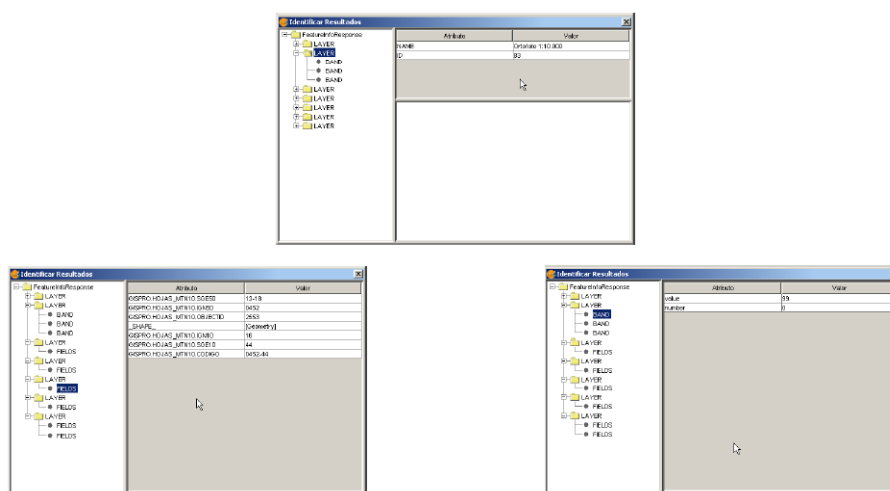 Identificar Resultados
FeatureInfoResponse
LAYER
LAYER
BAND
BAND
BAND
LAYER
LAYER
LAYER
LAYER
LAYER
Atributo Valor
NAME Ortofoto 1:10.000
ID 83
Identificar Resultados
FeatureInfoResponse
LAYER
LAYER
BAND
BAND
BAND
LAYER
FIELDS
LAYER
FIELDS
LAYER
FIELDS
LAYER
FIELDS
LAYER
FIELDS
FIELDS
Atributo Valor
GISPRO.HOJAS_MTN10.SGE50 13-18
GISPRO.HOJAS_MTN10.IGN50 0452
GISPRO.HOJAS_MTN10.OBJECTID 2553
_SHAPE_ [Geometry]
GISPRO.HOJAS_MTN10.IGN10 16
GISPRO.HOJAS_MTN10.SGE10 44
GISPRO.HOJAS_MTN10.CODIGO 0452-44
Identificar Resultados
FeatureInfoResponse
LAYER
LAYER
BAND
BAND
BAND
LAYER
FIELDS
LAYER
FIELDS
LAYER
FIELDS
LAYER
FIELDS
LAYER
FIELDS
FIELDS
Atributo Valor
value 99
number 0